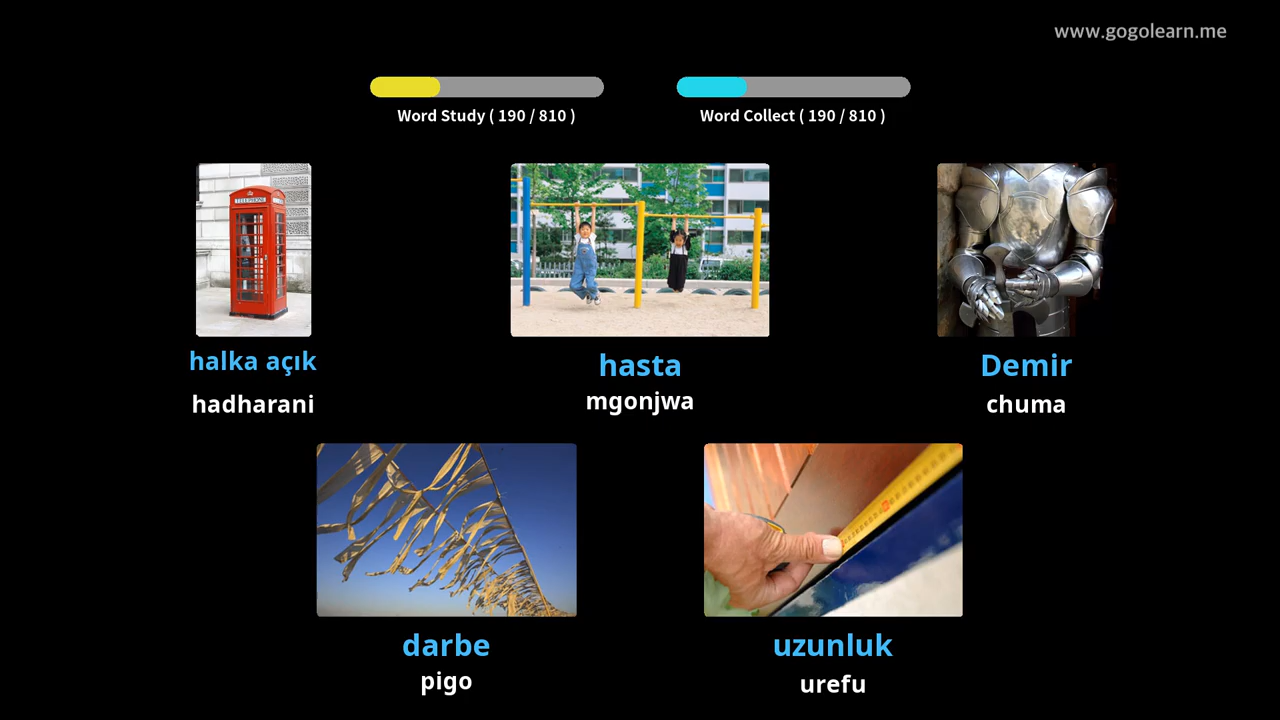 www.gogolearn.me
Word Study ( 190 / 810 )
Word Collect ( 190 / 810 )
TELEPHONE
halka açık
hadharani
hasta
mgonjwa
Demir
chuma
darbe
pigo
uzunluk
urefu